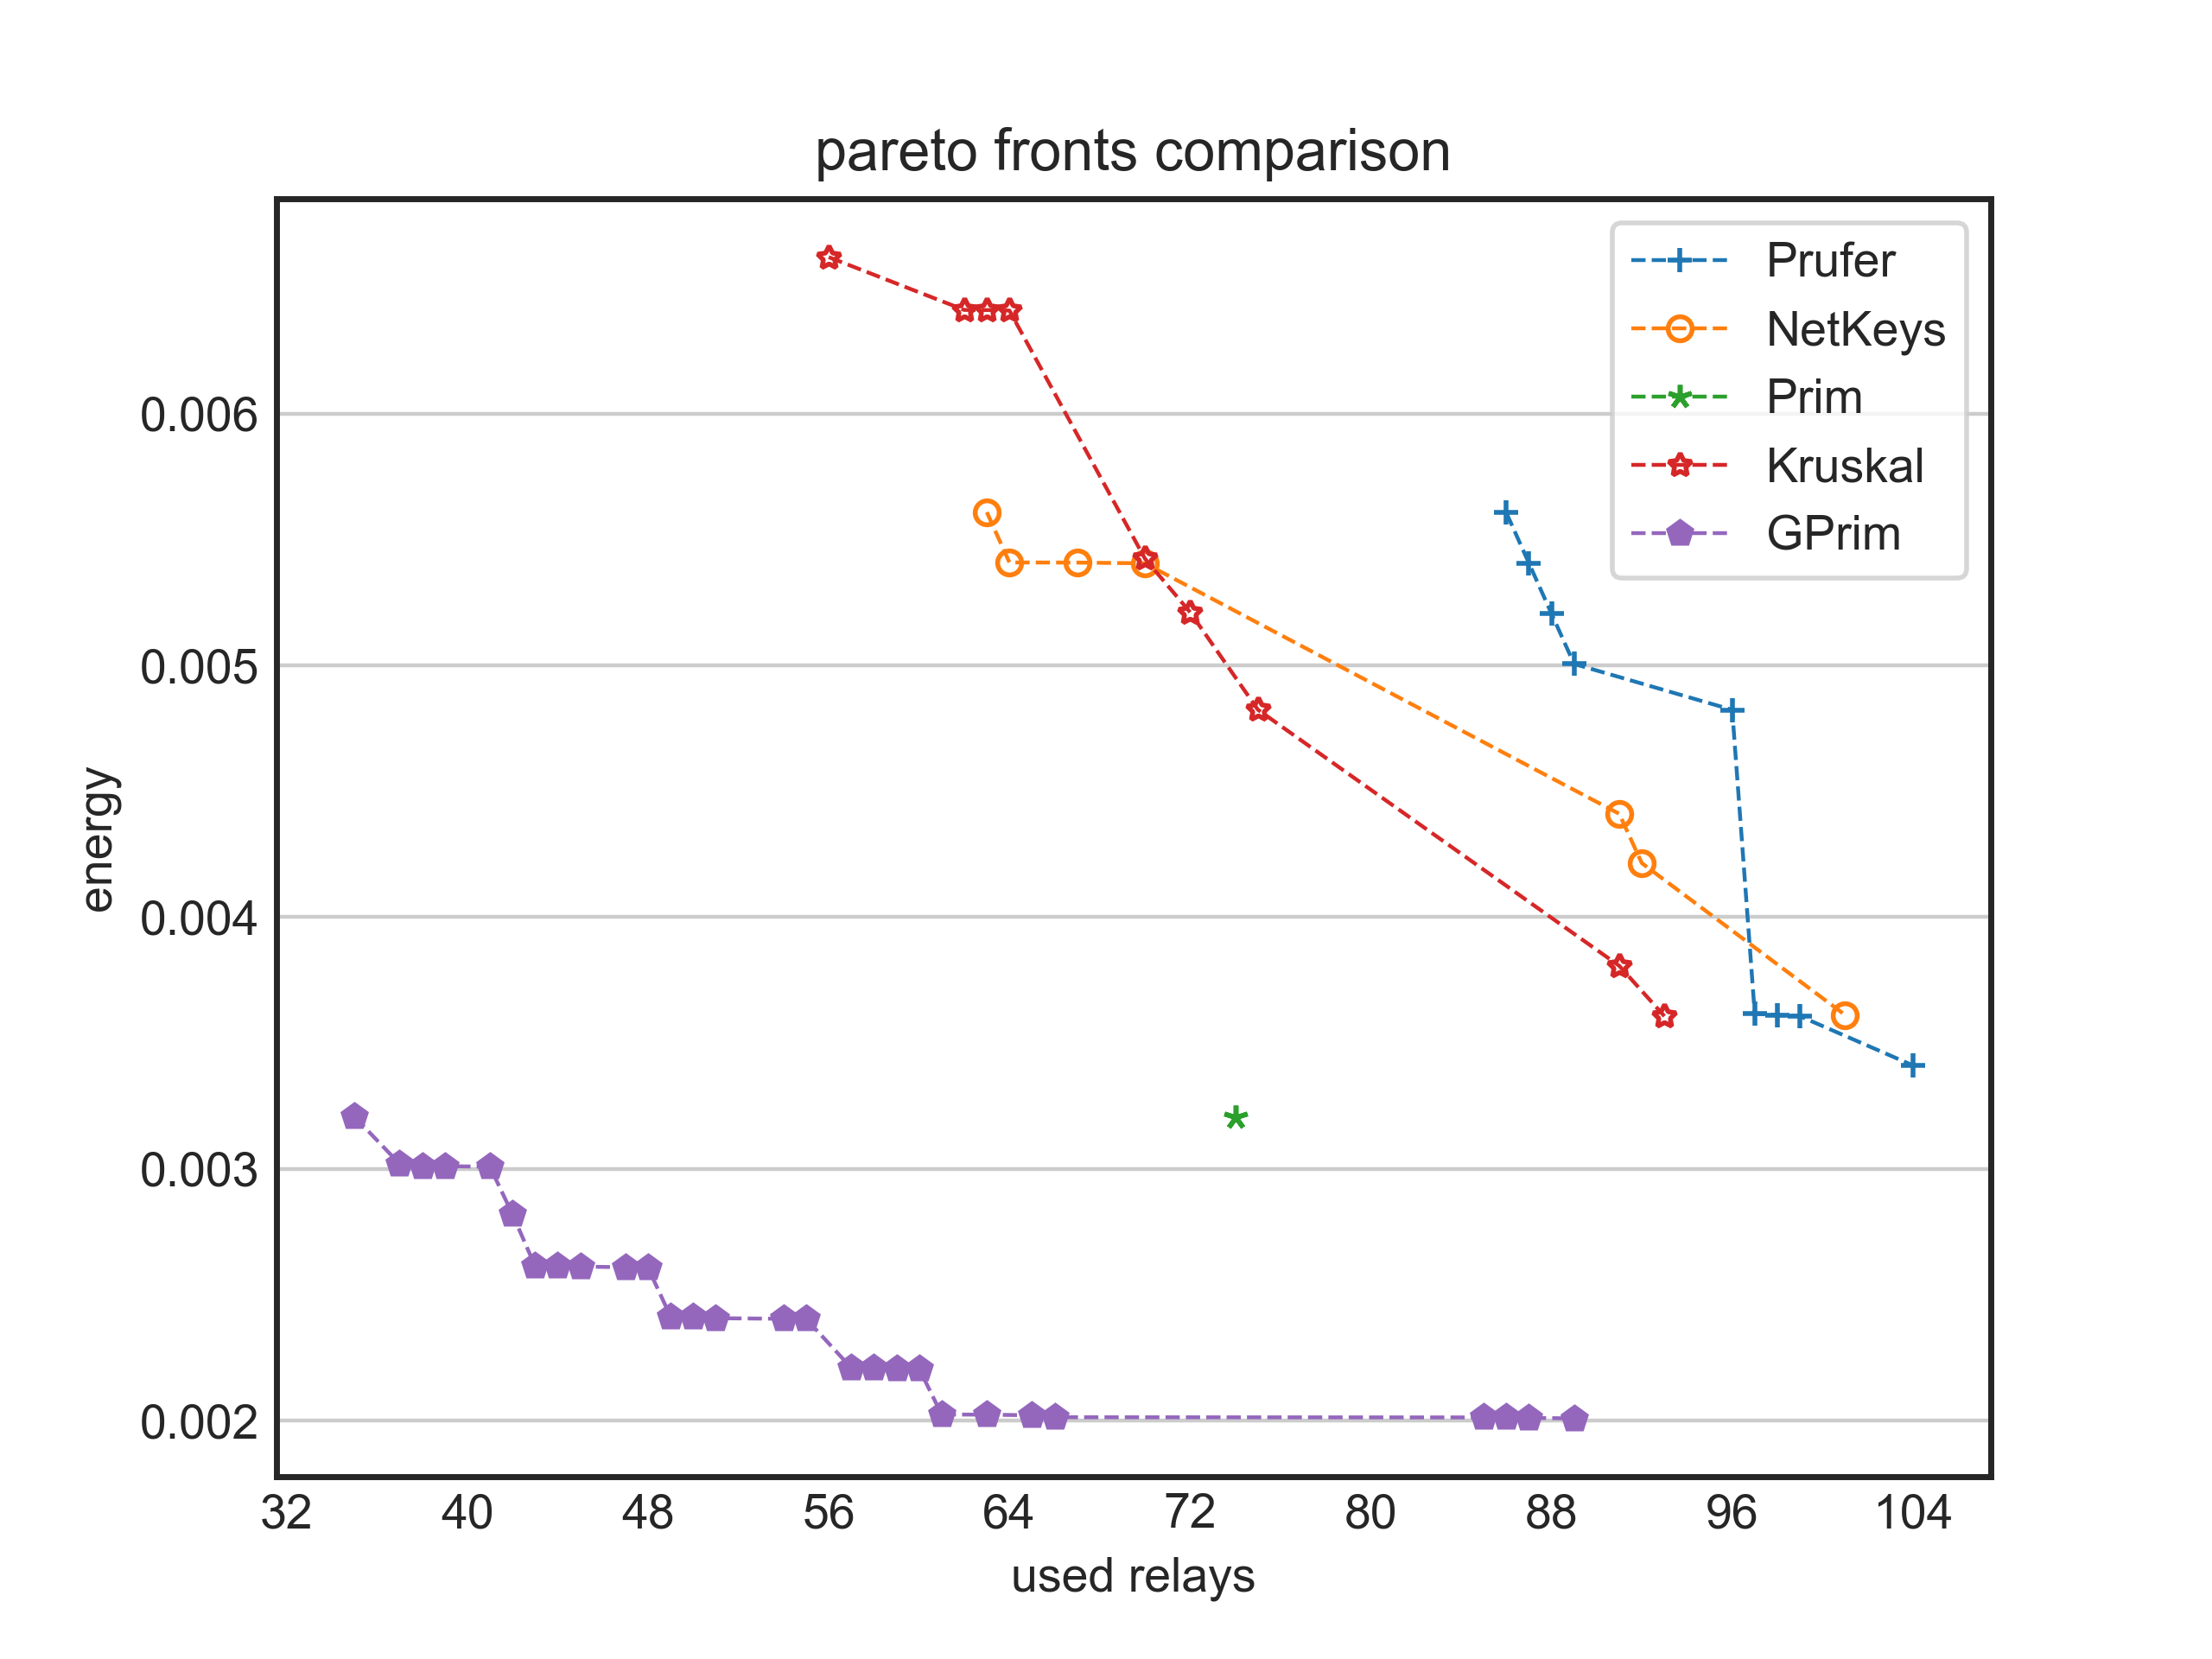 pareto fronts comparison
Prufer
NetKeys
Prim
Kruskal
GPrim
0.006
0.005
0.004
0.003
0.002
energy
32 40 48 56 64 72 80 88 96 104
used relays